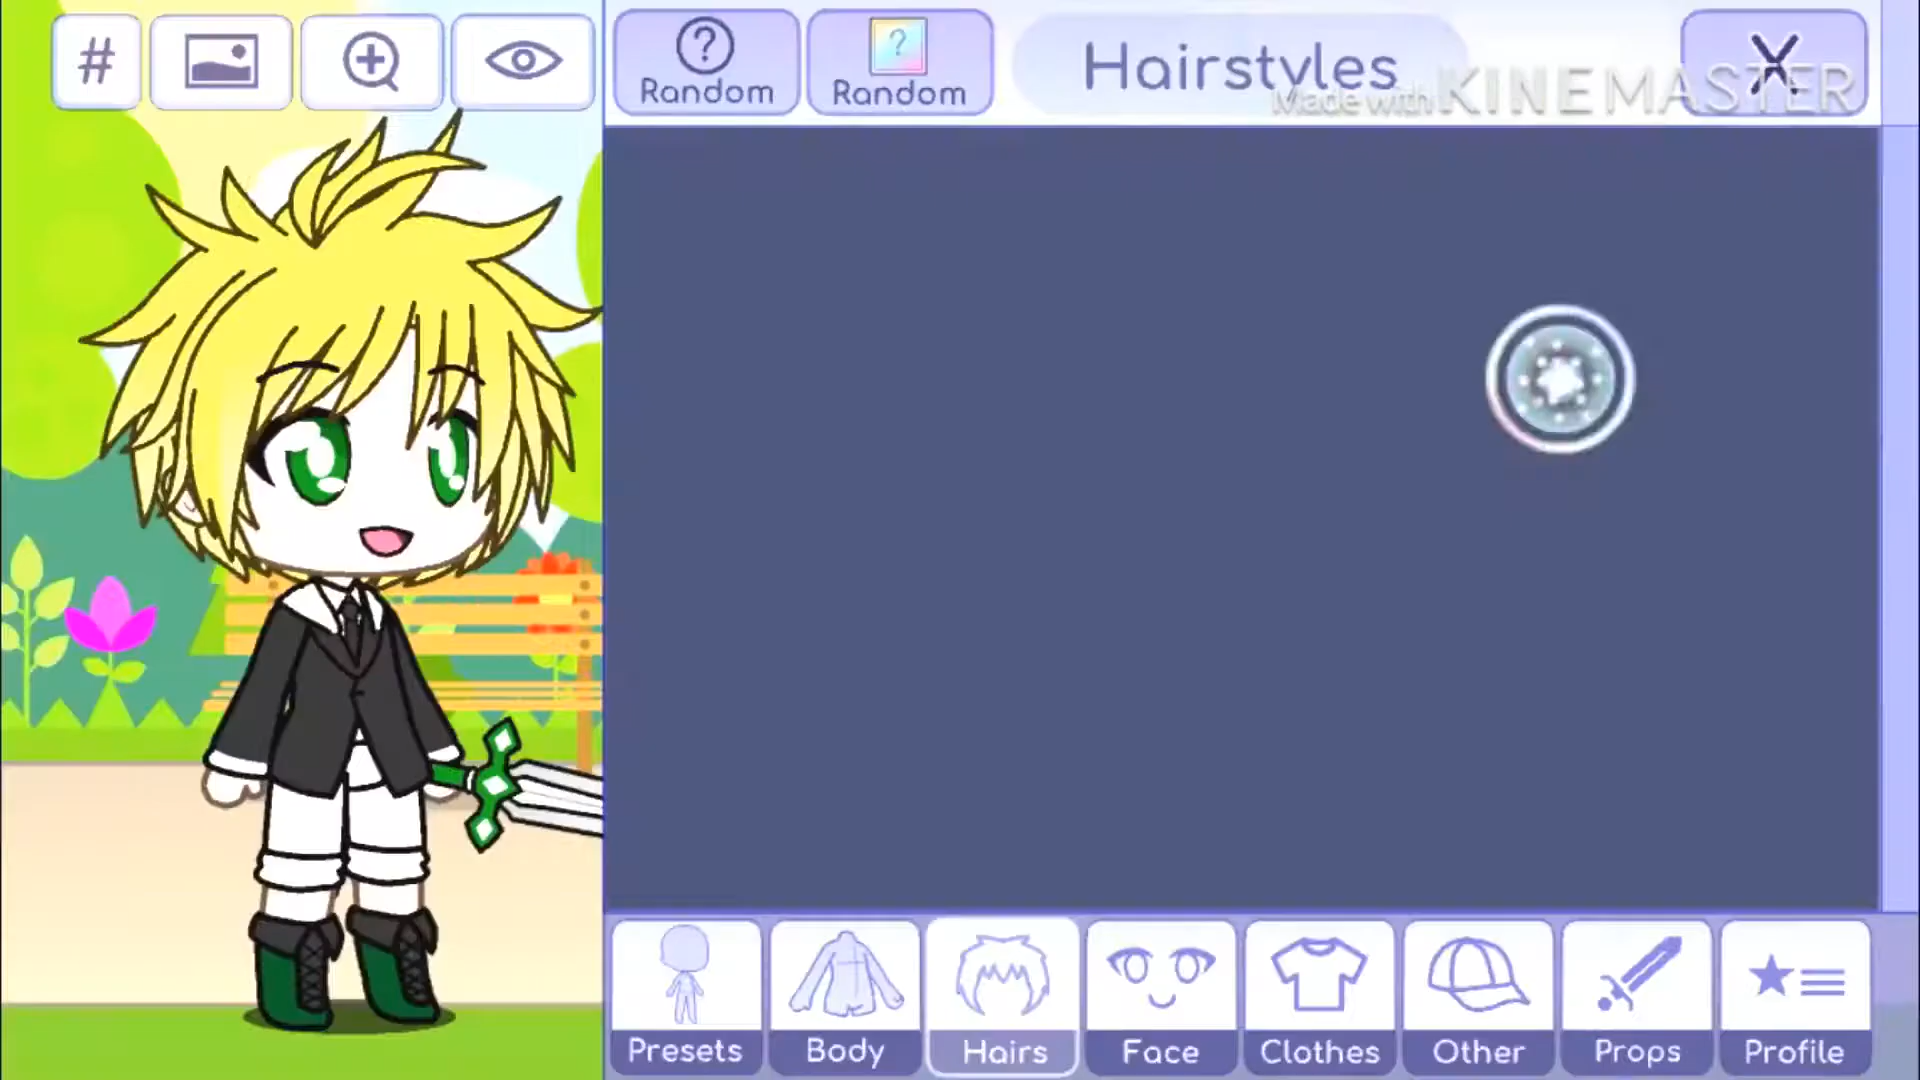 #
?
Random
?
Random
Hairstyles
X
Made with KINEMASTER
Presets
Body
Hairs
Face
Clothes
Other
Props
Profile